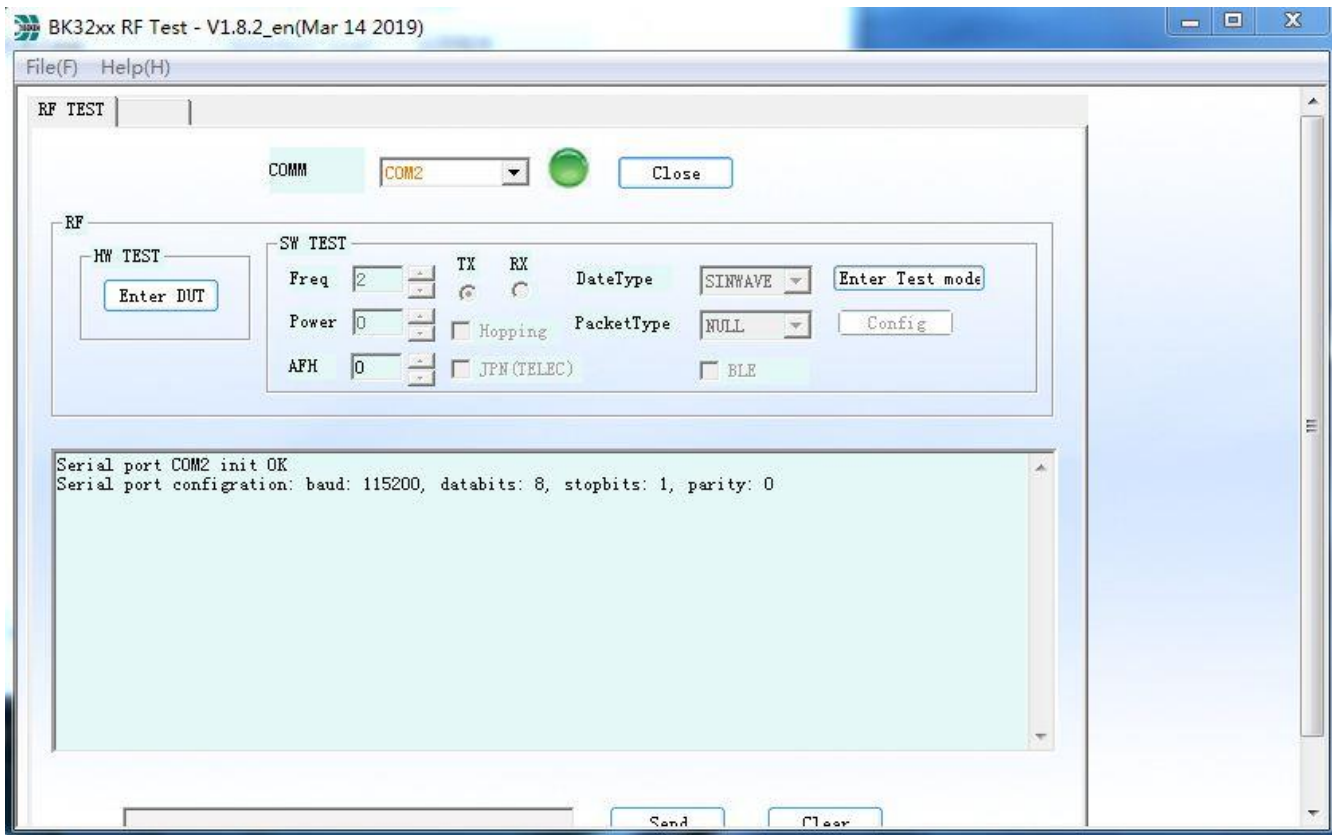 BK32xx RF Test - V1.8.2_en(Mar 14 2019)
File(F) Help(H)
RF TEST
COMM COM2 Close
RF
HW TEST
Enter DUT
SW TEST
Freq 2 TX RX DateType SINWAVE Enter Test mode
Power 0 Hopping PacketType NULL Config
AFH 0 JPN(TELEC) BLE
Serial port COM2 init OK
Serial port configration: baud: 115200, databits: 8, stopbits: 1, parity: 0
Send Clear